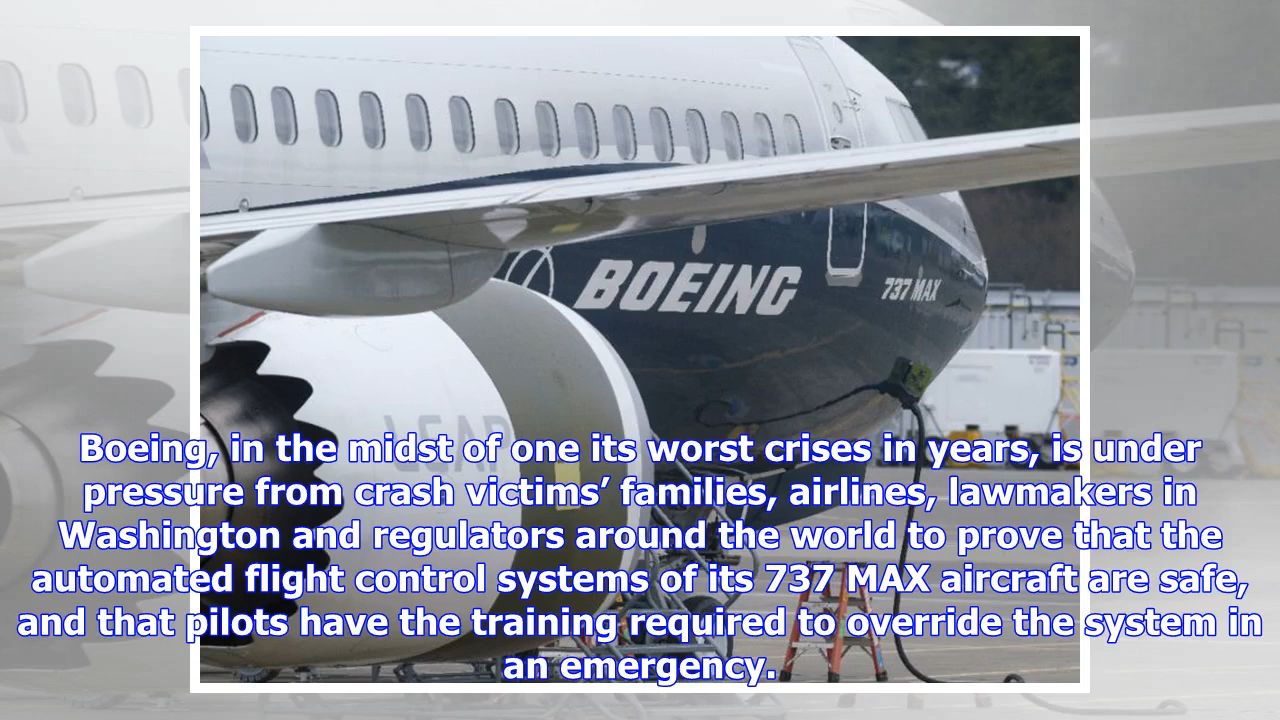 BOEING
737 MAX
LEAP
Boeing, in the midst of one its worst crises in years, is under
pressure from crash victims’ families, airlines, lawmakers in
Washington and regulators around the world to prove that the
automated flight control systems of its 737 MAX aircraft are safe,
and that pilots have the training required to override the system in
an emergency.